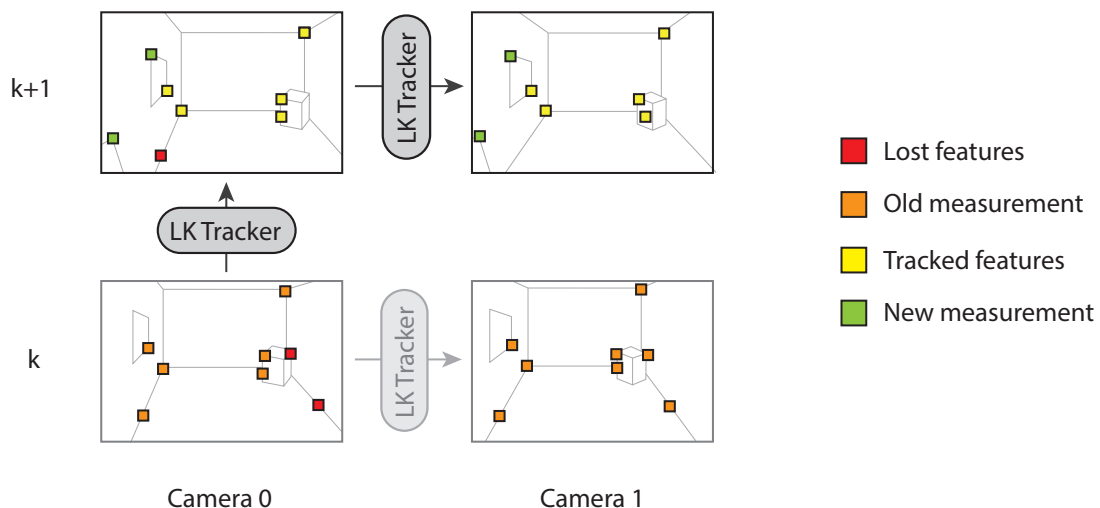 k+1
LK Tracker
Lost features
Old measurement
Tracked features
New measurement
LK Tracker
k
LK Tracker
Camera 0
Camera 1